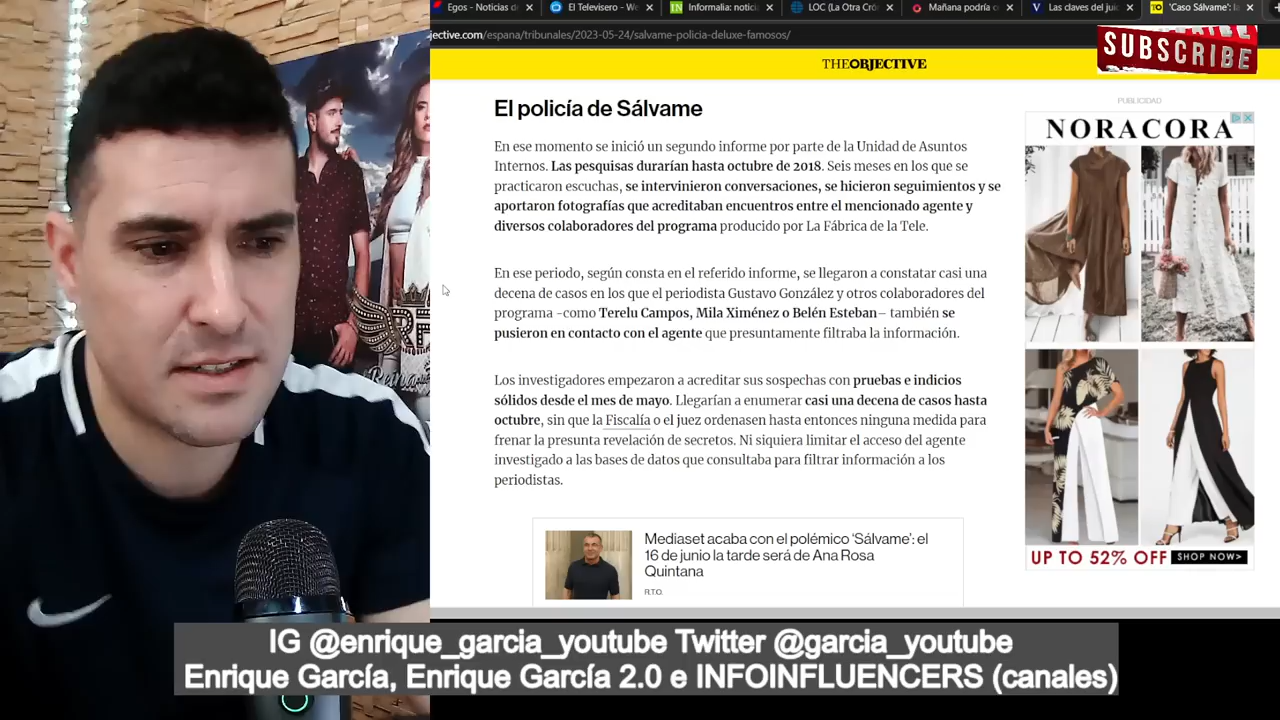 Egos - Noticias de
El Televisero - We
Informalia: notici
LOC (La Otra Cró
Mañana podría o
Las claves del juic
'Caso Sálvame': la
jective.com/espana/tribunales/2023-05-24/salvame-policia-deluxe-famosos/
SUBSCRIBE
THEOBJECTIVE
El policía de Sálvame
PUBLICIDAD
NORACORA
En ese momento se inició un segundo informe por parte de la Unidad de Asuntos
Internos. Las pesquisas durarían hasta octubre de 2018. Seis meses en los que se
practicaron escuchas, se intervinieron conversaciones, se hicieron seguimientos y se
aportaron fotografías que acreditaban encuentros entre el mencionado agente y
diversos colaboradores del programa producido por La Fábrica de la Tele.
En ese periodo, según consta en el referido informe, se llegaron a constatar casi una
decena de casos en los que el periodista Gustavo González y otros colaboradores del
programa -como Terelu Campos, Mila Ximénez o Belén Esteban– también se
pusieron en contacto con el agente que presuntamente filtraba la información.
Los investigadores empezaron a acreditar sus sospechas con pruebas e indicios
sólidos desde el mes de mayo. Llegarían a enumerar casi una decena de casos hasta
octubre, sin que la Fiscalía o el juez ordenasen hasta entonces ninguna medida para
frenar la presunta revelación de secretos. Ni siquiera limitar el acceso del agente
investigado a las bases de datos que consultaba para filtrar información a los
periodistas.
Mediaset acaba con el polémico ‘Sálvame’: el
16 de junio la tarde será de Ana Rosa
Quintana
R.T.O.
UP TO 52% OFF SHOP NOW>
IG @enrique_garcia_youtube Twitter @garcia_youtube
Enrique García, Enrique García 2.0 e INFOINFLUENCERS (canales)